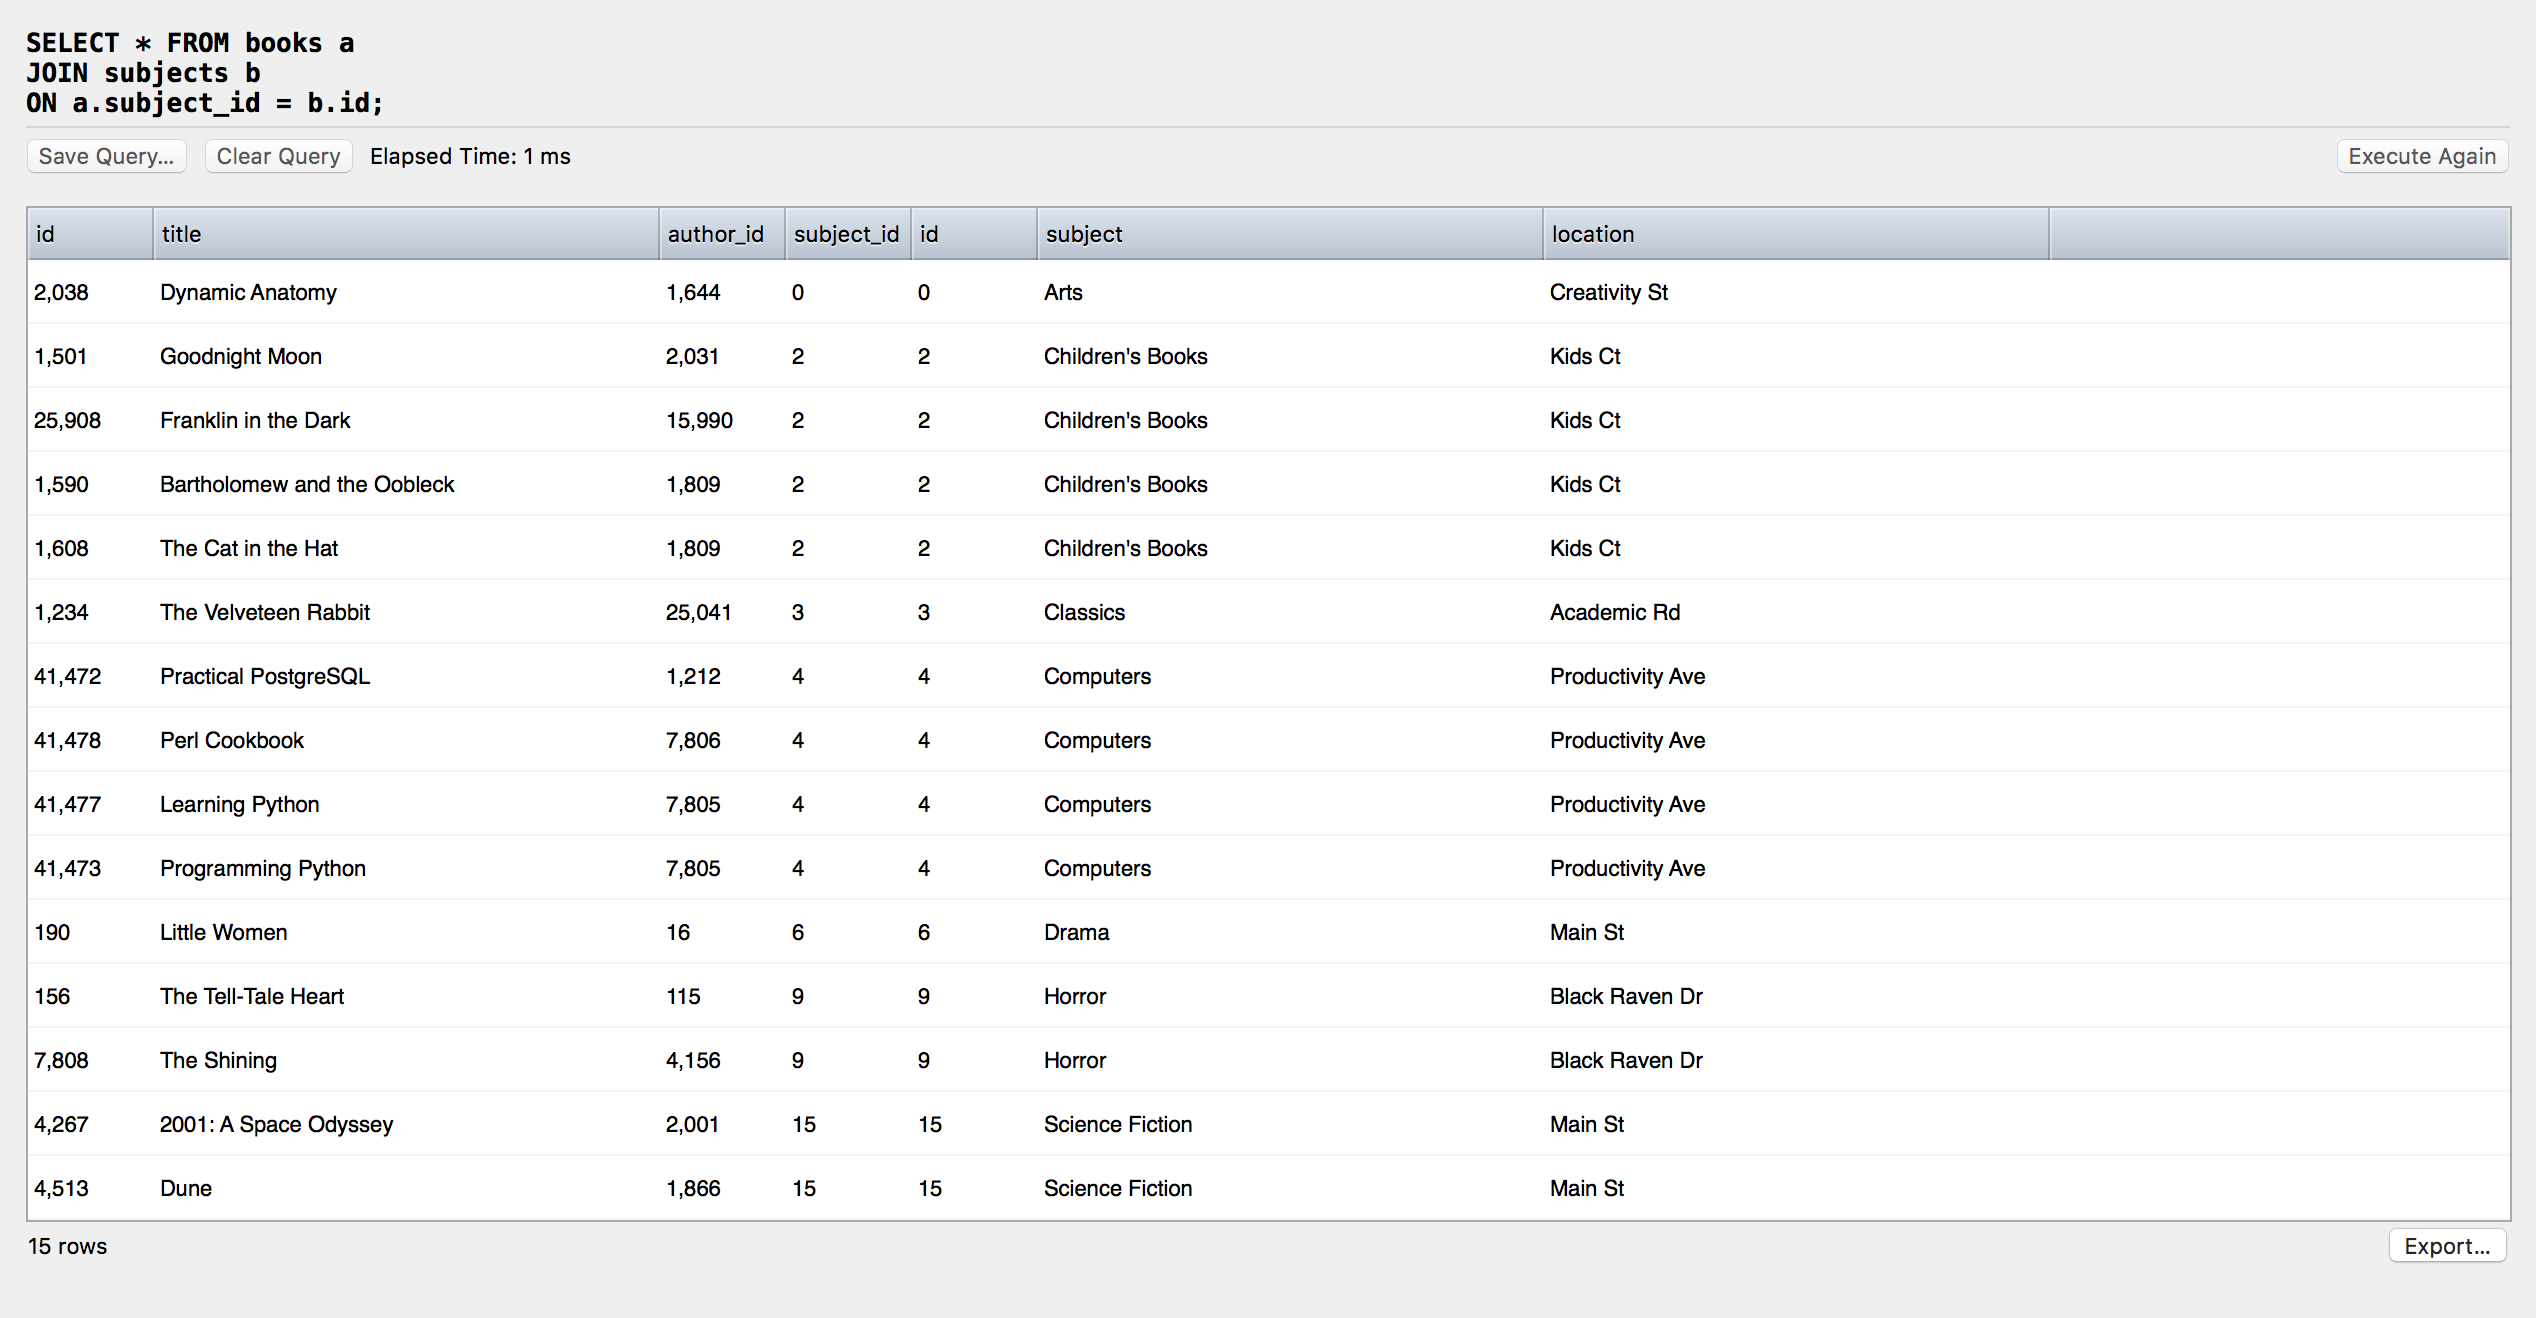 SELECT * FROM books a
JOIN subjects b
ON a.subject_id = b.id;
Save Query... Clear Query Elapsed Time: 1 ms Execute Again
id title author_id subject_id id subject location
2,038 Dynamic Anatomy 1,644 0 0 Arts Creativity St
1,501 Goodnight Moon 2,031 2 2 Children's Books Kids Ct
25,908 Franklin in the Dark 15,990 2 2 Children's Books Kids Ct
1,590 Bartholomew and the Oobleck 1,809 2 2 Children's Books Kids Ct
1,608 The Cat in the Hat 1,809 2 2 Children's Books Kids Ct
1,234 The Velveteen Rabbit 25,041 3 3 Classics Academic Rd
41,472 Practical PostgreSQL 1,212 4 4 Computers Productivity Ave
41,478 Perl Cookbook 7,806 4 4 Computers Productivity Ave
41,477 Learning Python 7,805 4 4 Computers Productivity Ave
41,473 Programming Python 7,805 4 4 Computers Productivity Ave
190 Little Women 16 6 6 Drama Main St
156 The Tell-Tale Heart 115 9 9 Horror Black Raven Dr
7,808 The Shining 4,156 9 9 Horror Black Raven Dr
4,267 2001: A Space Odyssey 2,001 15 15 Science Fiction Main St
4,513 Dune 1,866 15 15 Science Fiction Main St
15 rows Export...